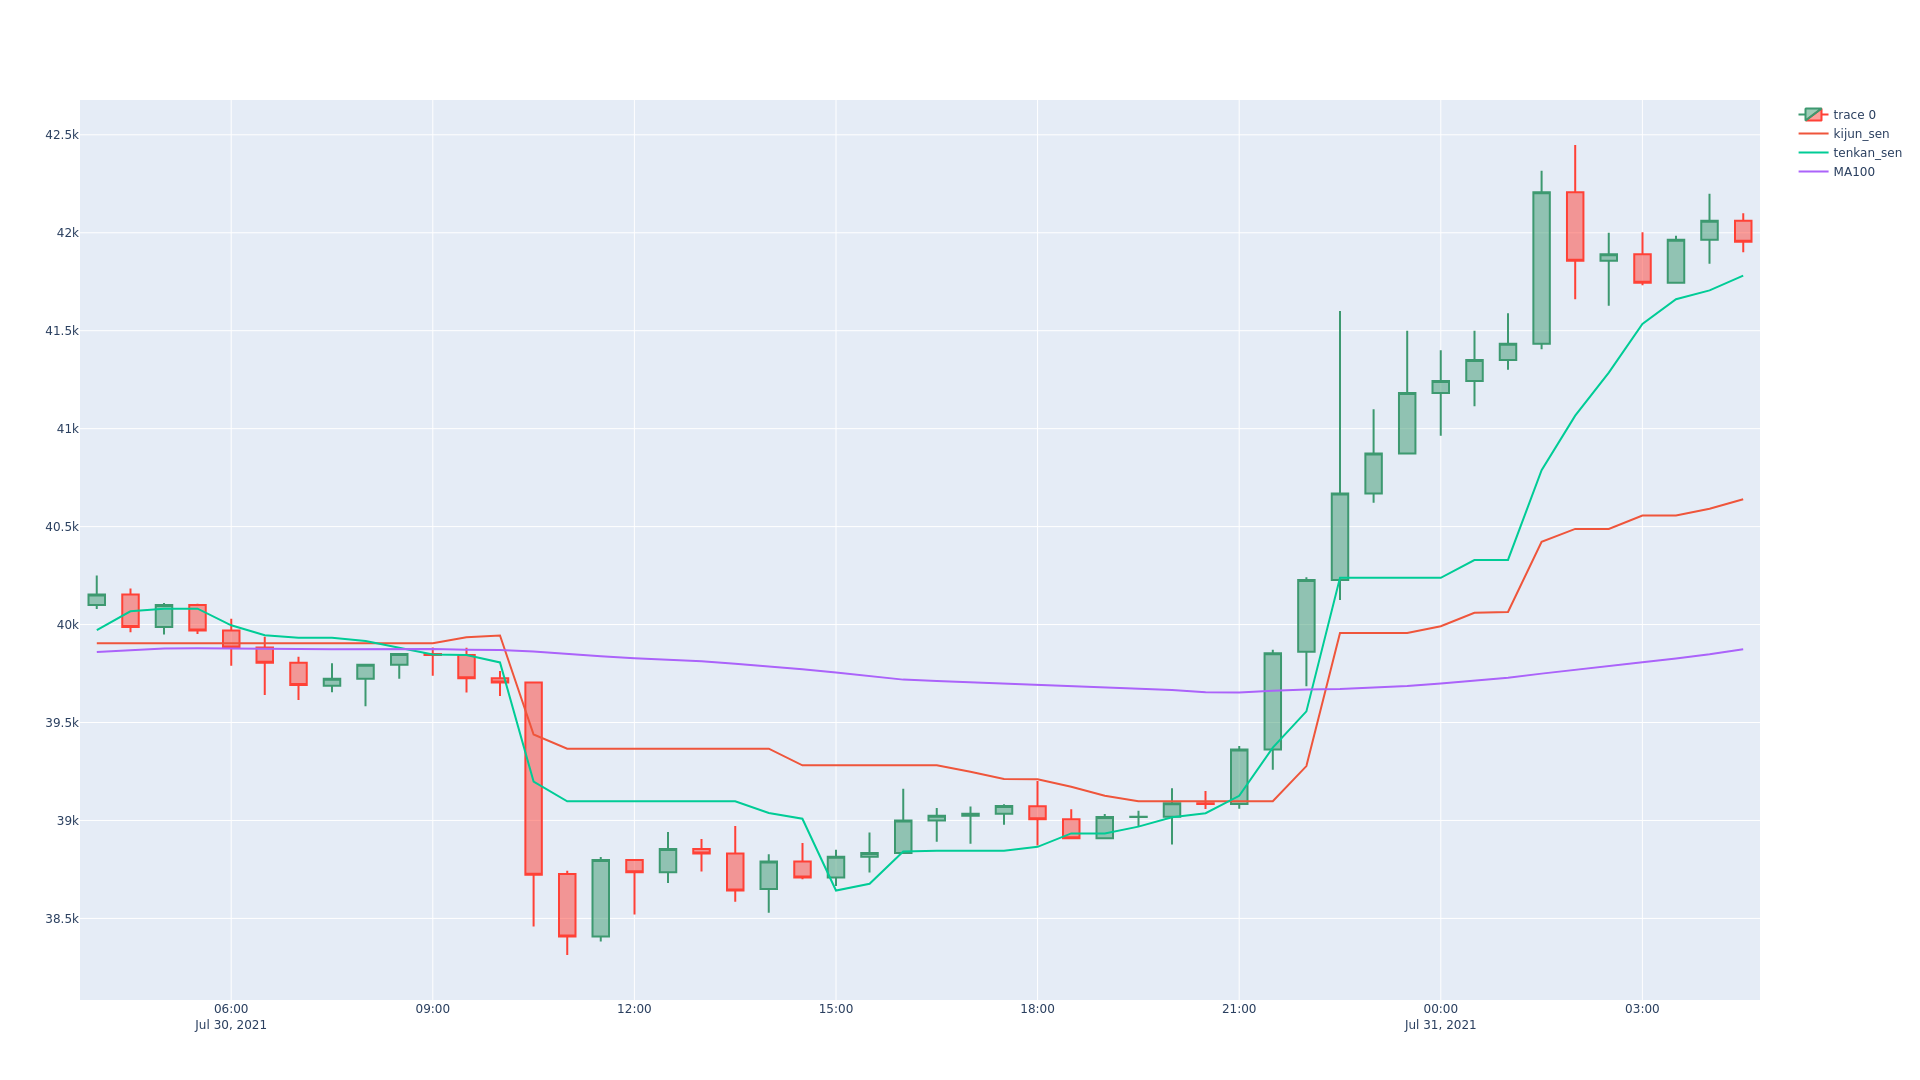 trace 0
kijun_sen
tenkan_sen
MA100
42.5k
42k
41.5k
41k
40.5k
40k
39.5k
39k
38.5k
06:00
Jul 30, 2021
09:00
12:00
15:00
18:00
21:00
00:00
Jul 31, 2021
03:00